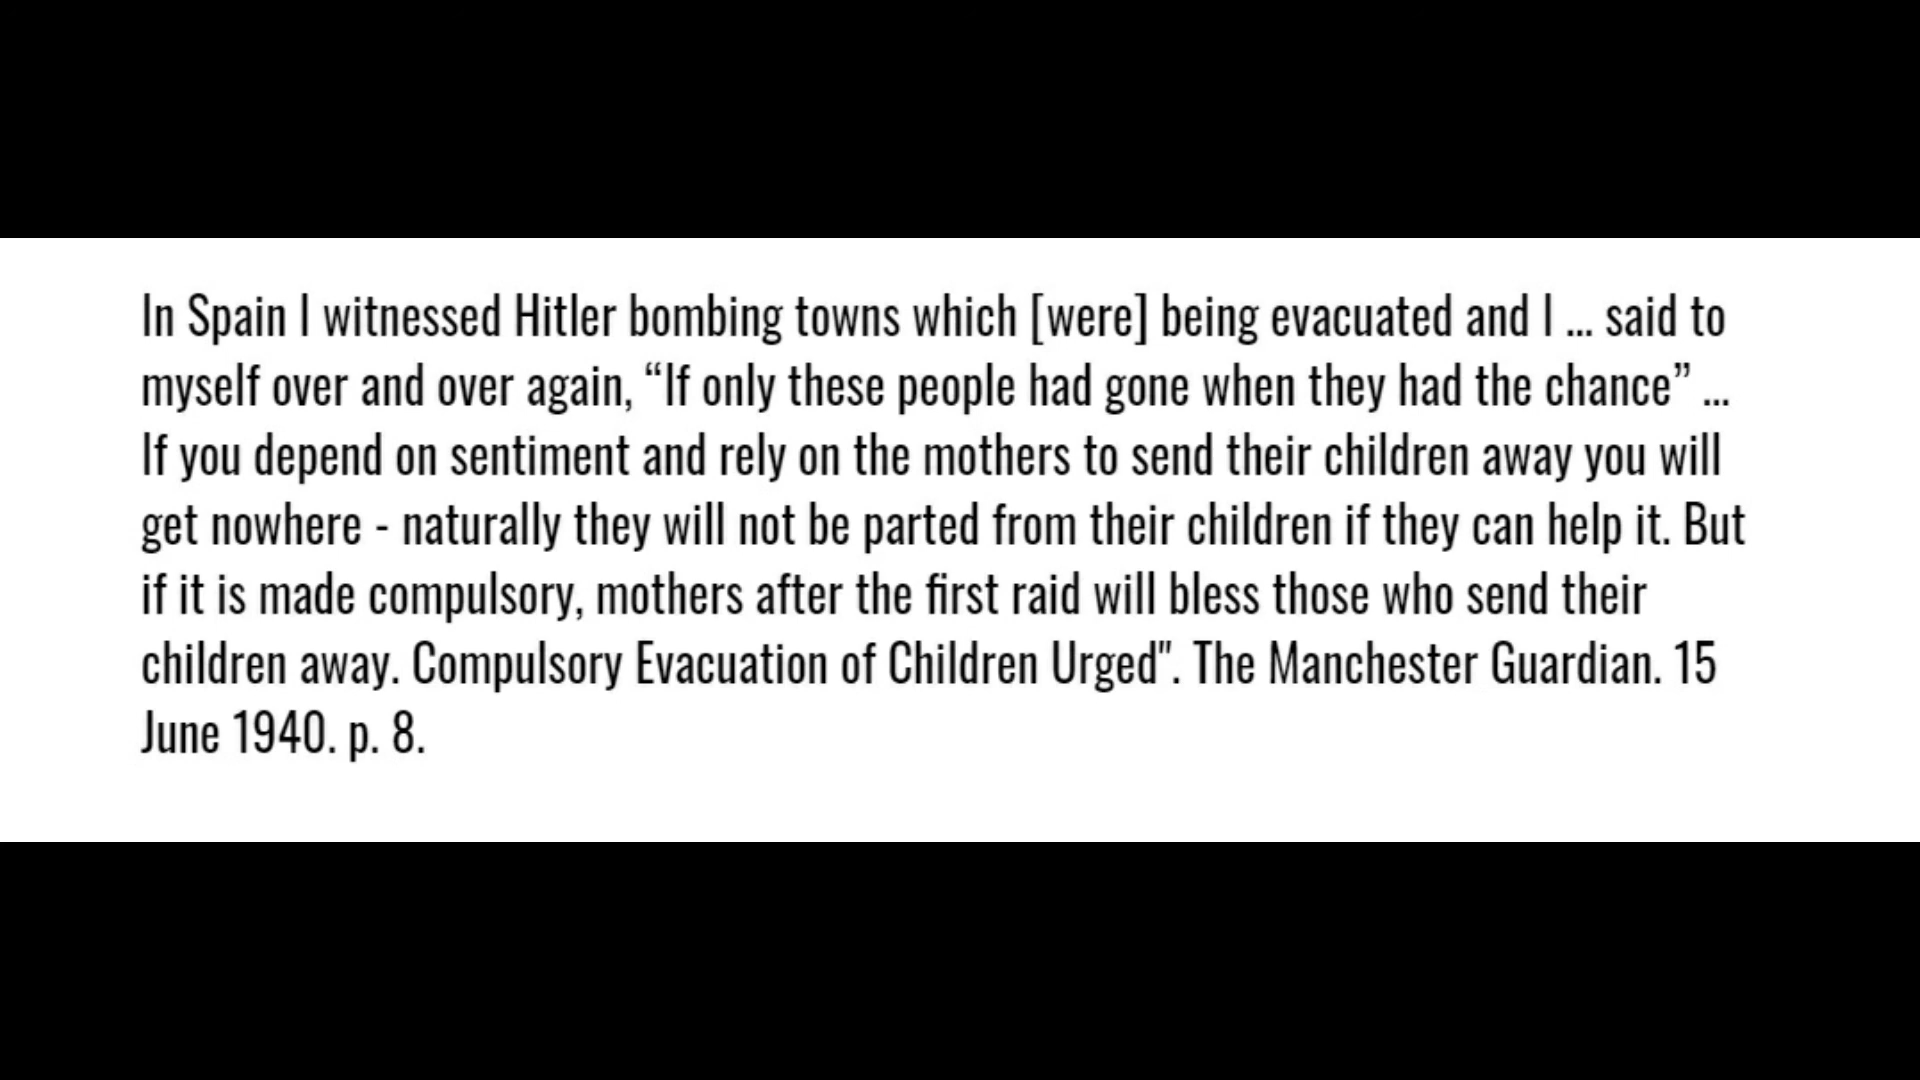 In Spain I witnessed Hitler bombing towns which [were] being evacuated and I ... said to
myself over and over again, “If only these people had gone when they had the chance” ...
If you depend on sentiment and rely on the mothers to send their children away you will
get nowhere - naturally they will not be parted from their children if they can help it. But
if it is made compulsory, mothers after the first raid will bless those who send their
children away. Compulsory Evacuation of Children Urged". The Manchester Guardian. 15
June 1940. p. 8.